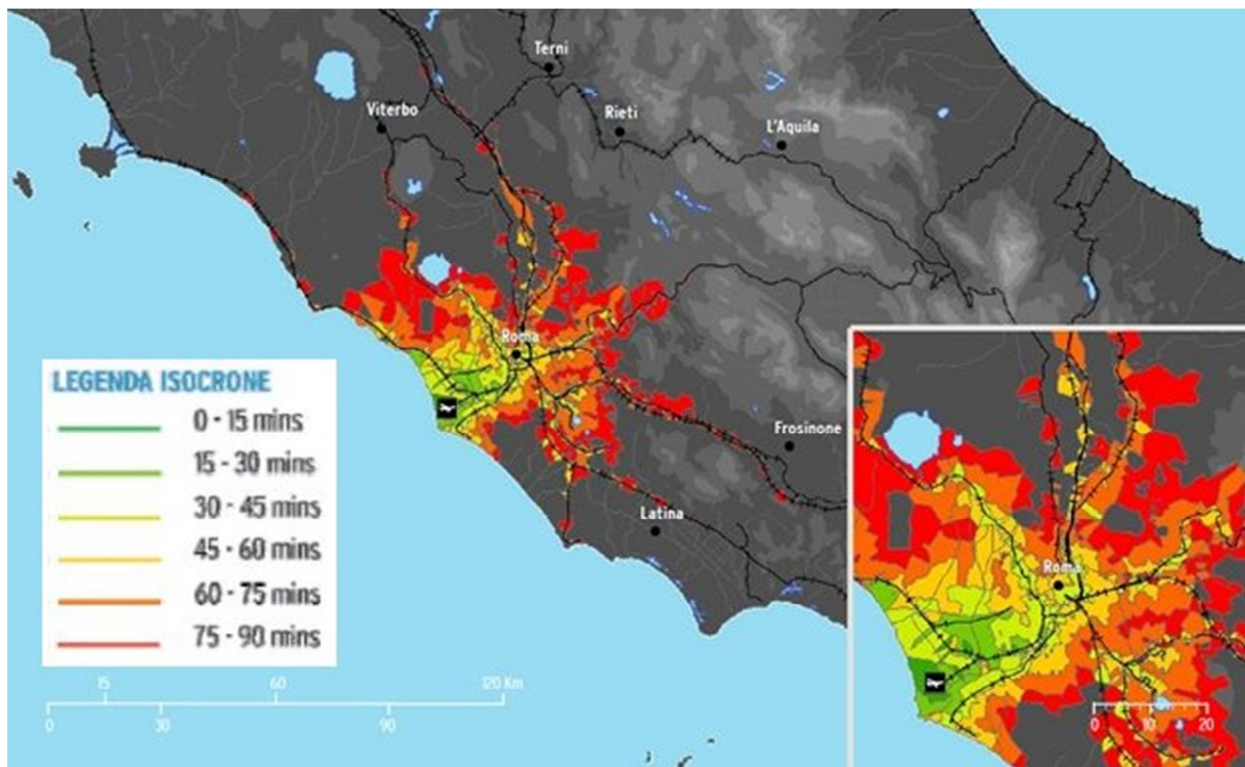 Terni
Viterbo
Rieti
L'Aquila
Roma
LEGENDA ISOCRONE
0 - 15 mins
15 - 30 mins
30 - 45 mins
45 - 60 mins
60 - 75 mins
75 - 90 mins
Frosinone
Latina
Roma
15
60
120 Km
0
30
90
0
10
20